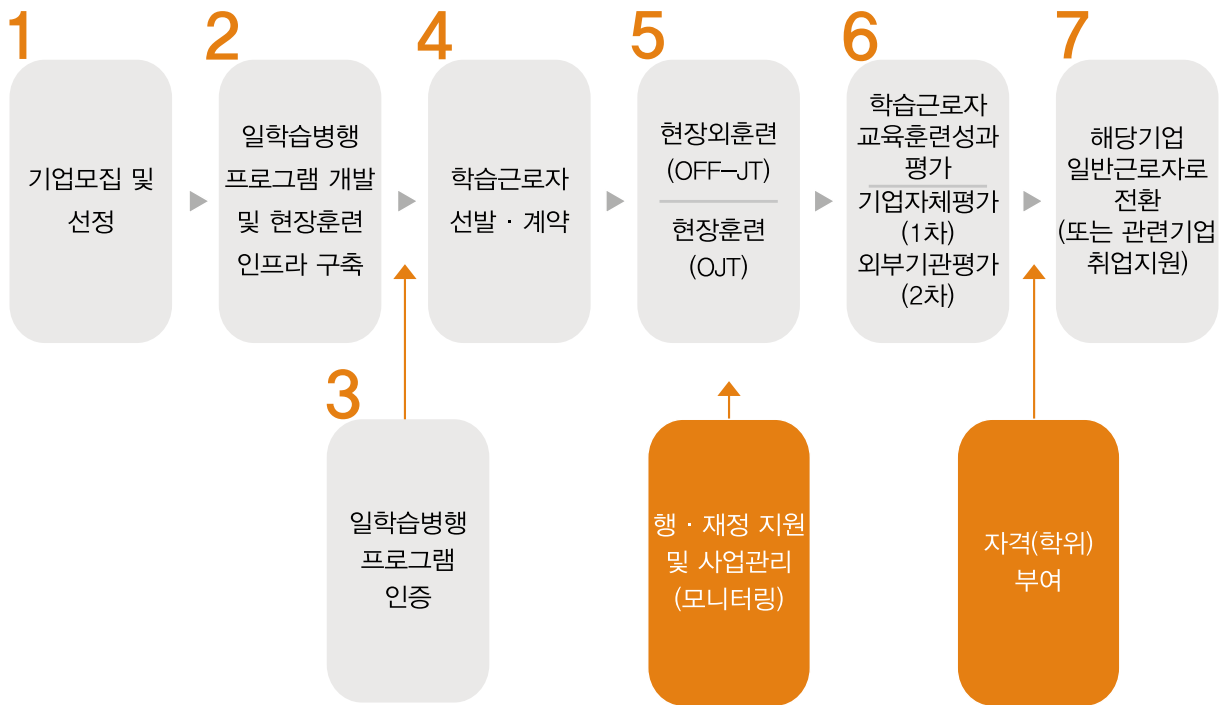 1
기업모집 및
선정
2
일학습병행
프로그램 개발
및 현장훈련
인프라 구축
3
일학습병행
프로그램
인증
4
학습근로자
선발 · 계약
5
현장외훈련
(OFF-JT)
현장훈련
(OJT)
행 · 재정 지원
및 사업관리
(모니터링)
6
학습근로자
교육훈련성과
평가
기업자체평가
(1차)
외부기관평가
(2차)
자격(학위)
부여
7
해당기업
일반근로자로
전환
(또는 관련기업
취업지원)